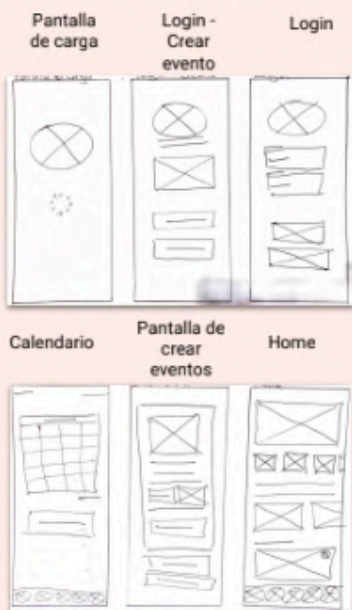 Pantalla
de carga
Login -
Crear
evento
Login
Calendario
Pantalla de
crear
eventos
Home